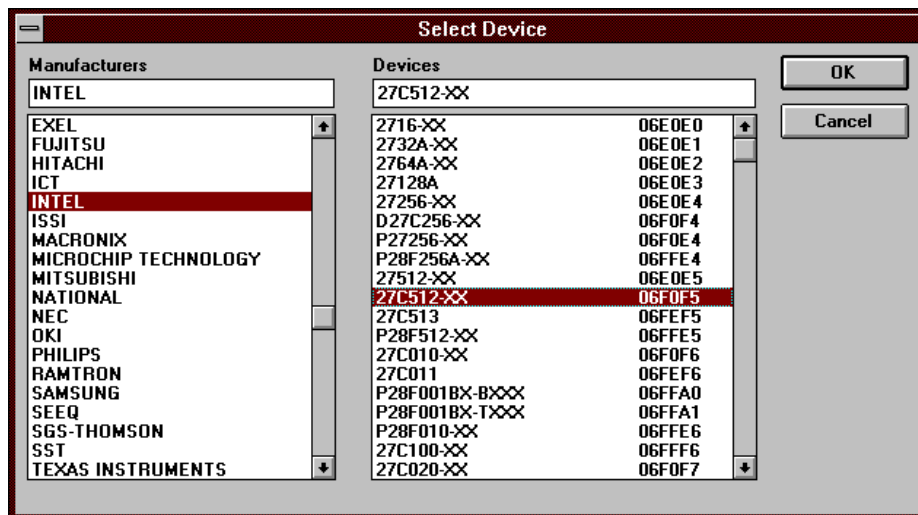 Select Device
Manufacturers
INTEL
EXEL
FUJITSU
HITACHI
ICT
INTEL
ISSI
MACRONIX
MICROCHIP TECHNOLOGY
MITSUBISHI
NATIONAL
NEC
OKI
PHILIPS
RAMTRON
SAMSUNG
SEEQ
SGS-THOMSON
SST
TEXAS INSTRUMENTS
Devices
27C512-XX
2716-XX 06E0E0
2732A-XX 06E0E1
2764A-XX 06E0E2
27128A 06E0E3
27256-XX 06E0E4
D27C256-XX 06F0F4
P27256-XX 06F0E4
P28F256A-XX 06FFE4
27512-XX 06E0E5
27C512-XX 06F0F5
27C513 06FEF5
P28F512-XX 06FFE5
27C010-XX 06F0F6
27C011 06FEF6
P28F001BX-BXXX 06FFA0
P28F001BX-TXXX 06FFA1
P28F010-XX 06FFE6
27C100-XX 06FFF6
27C020-XX 06F0F7
OK
Cancel